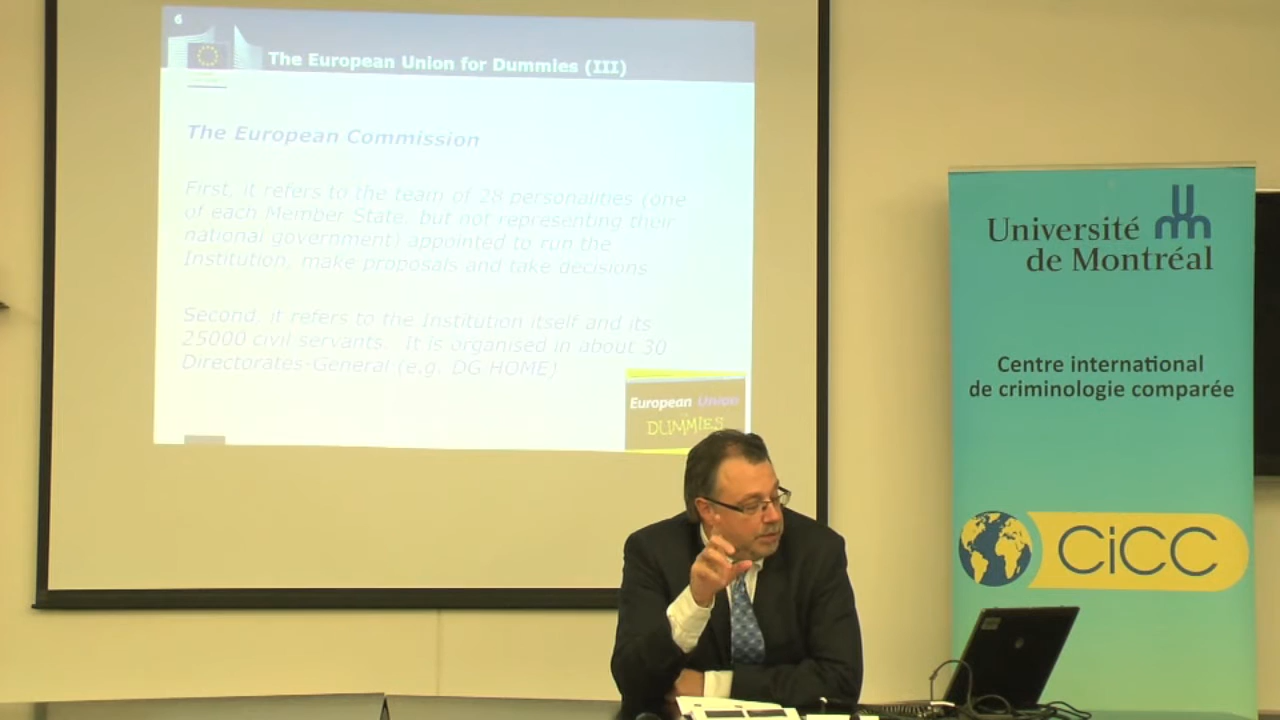 6
The European Union for Dummies (III)
The European Commission
First, it refers to the team of 28 personalities (one
of each Member State, but not representing their
national government) appointed to run the
Institution, make proposals and take decisions
Second, it refers to the Institution itself and its
25000 civil servants. It is organised in about 30
Directorates-General (e.g. DG HOME)
European Union
DUMMIES
Université
de Montréal
Centre international
de criminologie comparée
CiCC